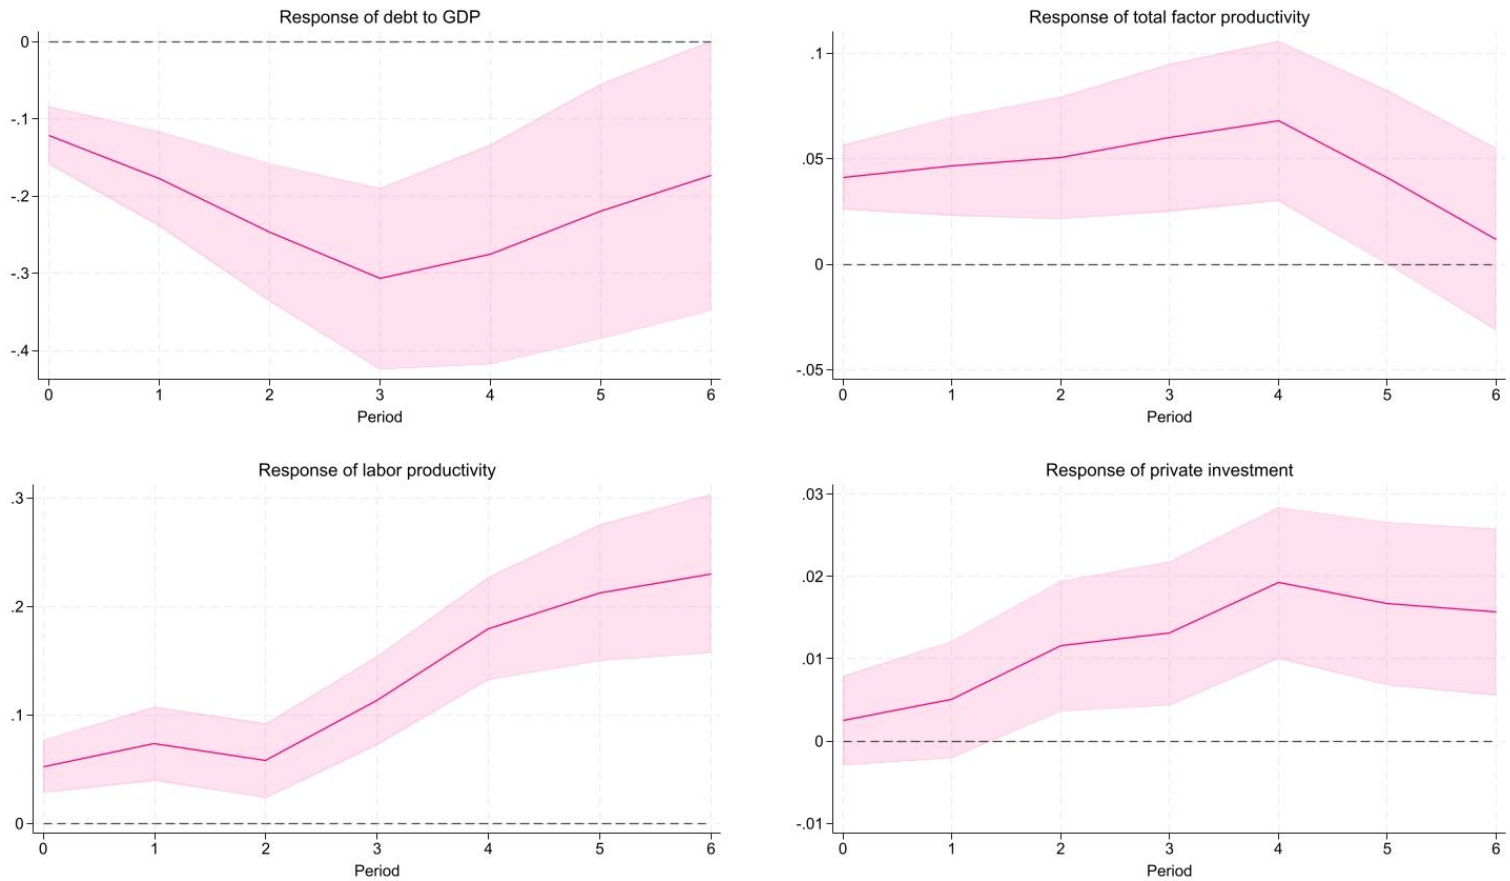 Response of debt to GDP
0
-.1
-.2
-.3
-.4
0 1 2 3 4 5 6
Period
Response of total factor productivity
.1
.05
0
-.05
0 1 2 3 4 5 6
Period
Response of labor productivity
.3
.2
.1
0
0 1 2 3 4 5 6
Period
Response of private investment
.03
.02
.01
0
-.01
0 1 2 3 4 5 6
Period